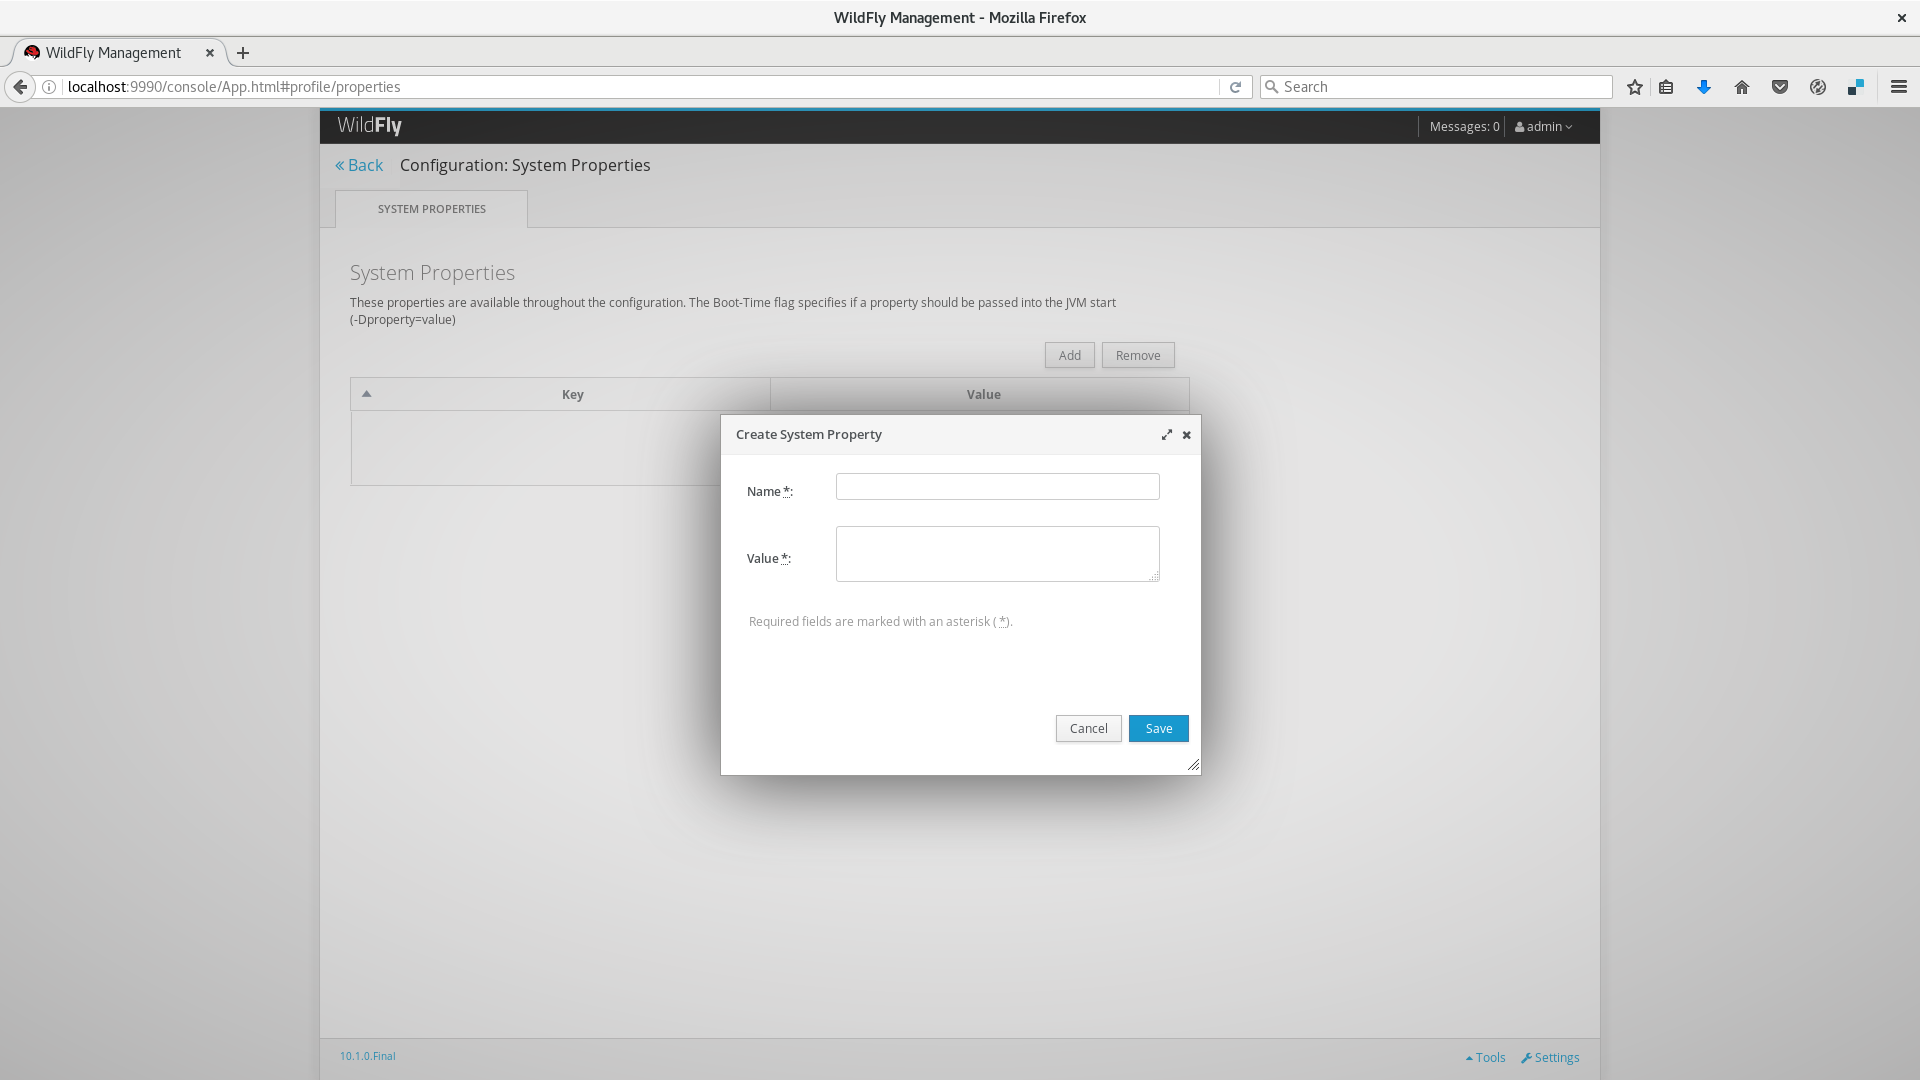 WildFly Management - Mozilla Firefox
WildFly Management
localhost:9990/console/App.html#profile/properties
Search
WildFly
Messages: 0
admin
« Back
Configuration: System Properties
SYSTEM PROPERTIES
System Properties
These properties are available throughout the configuration. The Boot-Time flag specifies if a property should be passed into the JVM start
(-Dproperty=value)
Add
Remove
Key
Value
Create System Property
Name *:
Value *:
Required fields are marked with an asterisk ( *).
Cancel
Save
10.1.0.Final
Tools
Settings